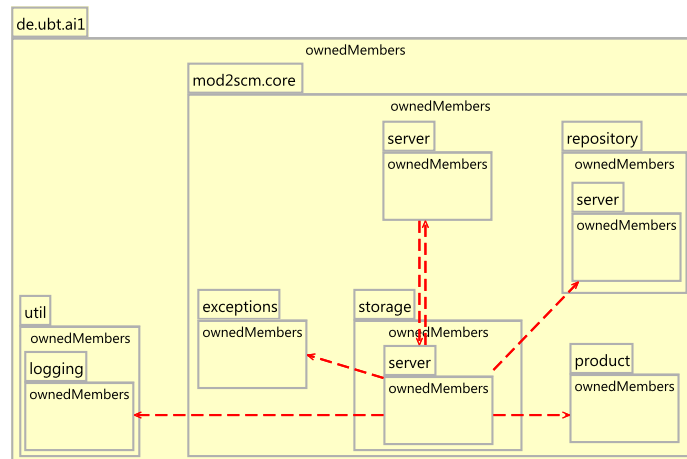 de.ubt.ai1
ownedMembers
mod2scm.core
ownedMembers
server
ownedMembers
repository
ownedMembers
server
ownedMembers
util
ownedMembers
logging
ownedMembers
exceptions
ownedMembers
storage
ownedMembers
server
ownedMembers
product
ownedMembers